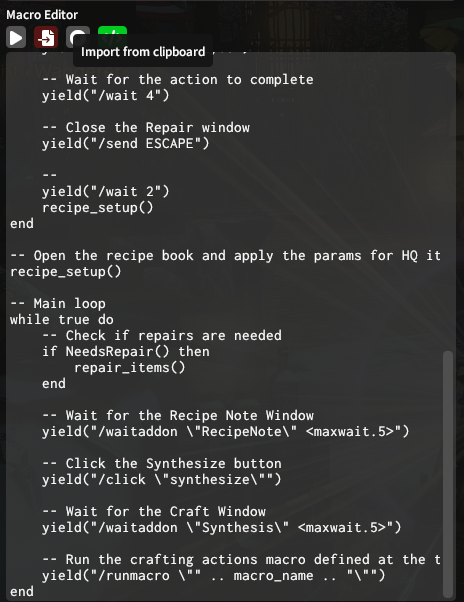 Macro Editor
Import from clipboard
-- Wait for the action to complete
yield("/wait 4")
-- Close the Repair window
yield("/send ESCAPE")
--
yield("/wait 2")
recipe_setup()
end
-- Open the recipe book and apply the params for HQ it
recipe_setup()
-- Main loop
while true do
-- Check if repairs are needed
if NeedsRepair() then
repair_items()
end
-- Wait for the Recipe Note Window
yield("/waitaddon \"RecipeNote\" <maxwait.5>")
-- Click the Synthesize button
yield("/click \"synthesize\"")
-- Wait for the Craft Window
yield("/waitaddon \"Synthesis\" <maxwait.5>")
-- Run the crafting actions macro defined at the t
yield("/runmacro \"" .. macro_name .. "\"")
end